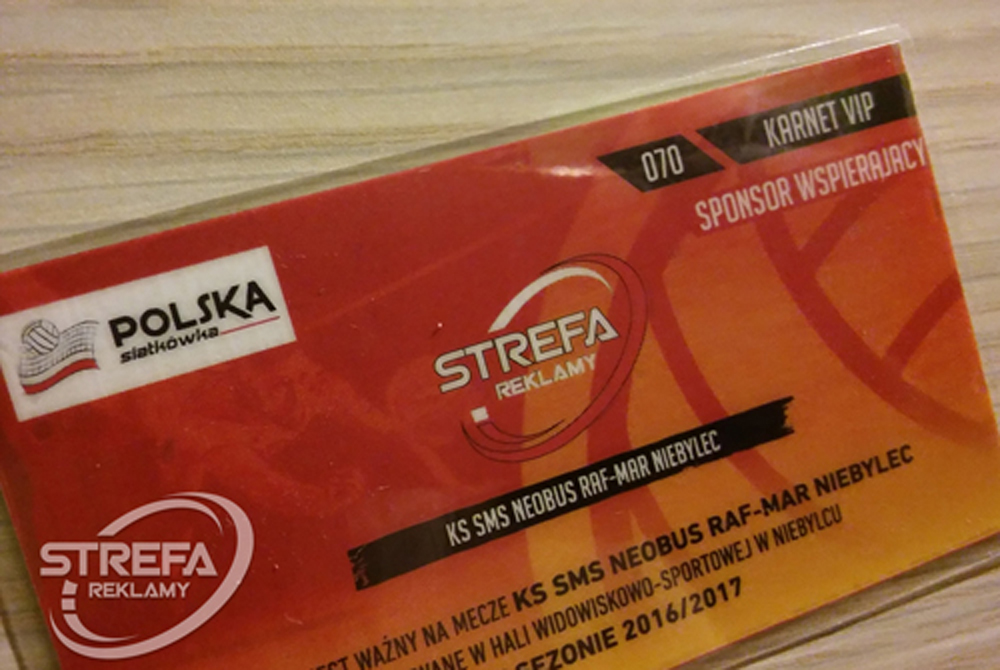 070
KARNET VIP
SPONSOR WSPIERAJACY
POLSKA
siatkówka
STREFA
REKLAMY
KS SMS NEOBUS RAF-MAR NIEBYLEC
WAŻNY NA MECZE KS SMS NEOBUS RAF-MAR NIEBYLEC
W HALI WIDOWISKOWO-SPORTOWEJ W NIEBYLCU
SEZONIE 2016/2017
STREFA
REKLAMY